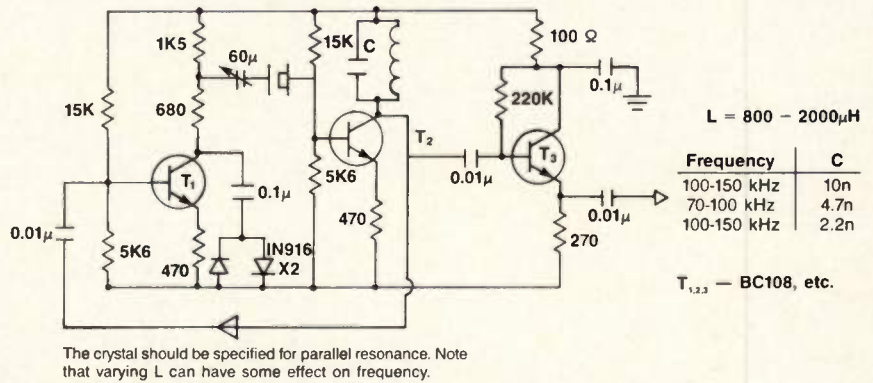 1K5
60μ
15K
C
100 Ω
0.1μ
15K
680
220K
L = 800 – 2000μH
T₁
T₂
T₃
0.1μ
5K6
0.01μ
0.01μ
0.01μ
5K6
470
IN916
X2
470
270
Frequency C
100-150 kHz 10n
70-100 kHz 4.7n
100-150 kHz 2.2n
T₁,₂,₃ — BC108, etc.
The crystal should be specified for parallel resonance. Note
that varying L can have some effect on frequency.